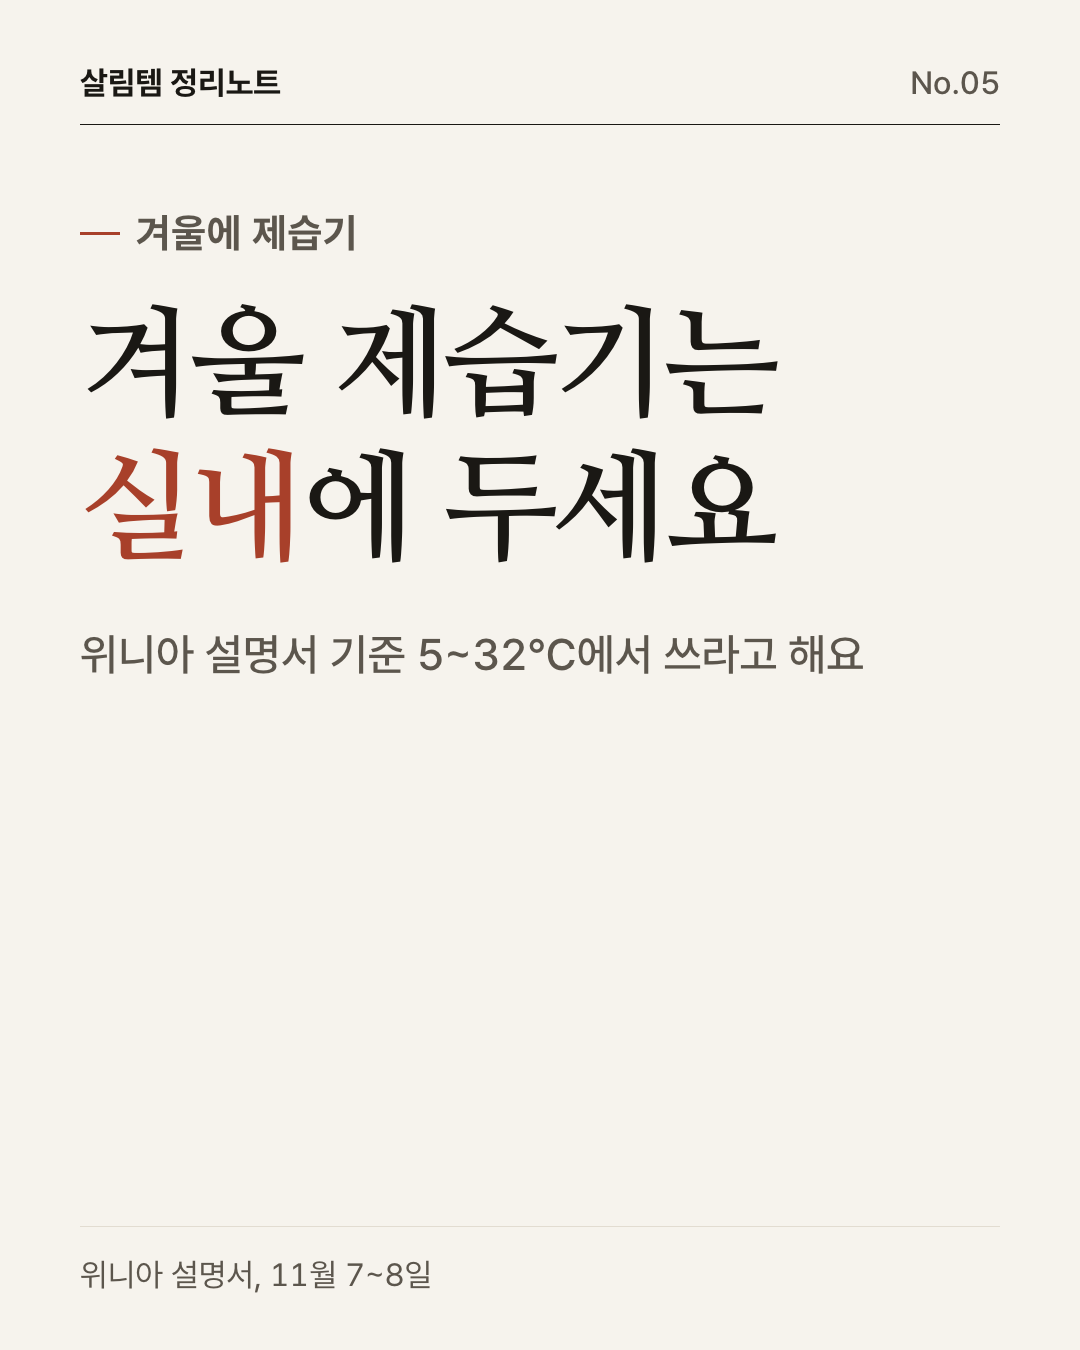 살림템 정리노트
No.05
— 겨울에 제습기
겨울 제습기는
실내에 두세요
위니아 설명서 기준 5~32°C에서 쓰라고 해요
위니아 설명서, 11월 7~8일